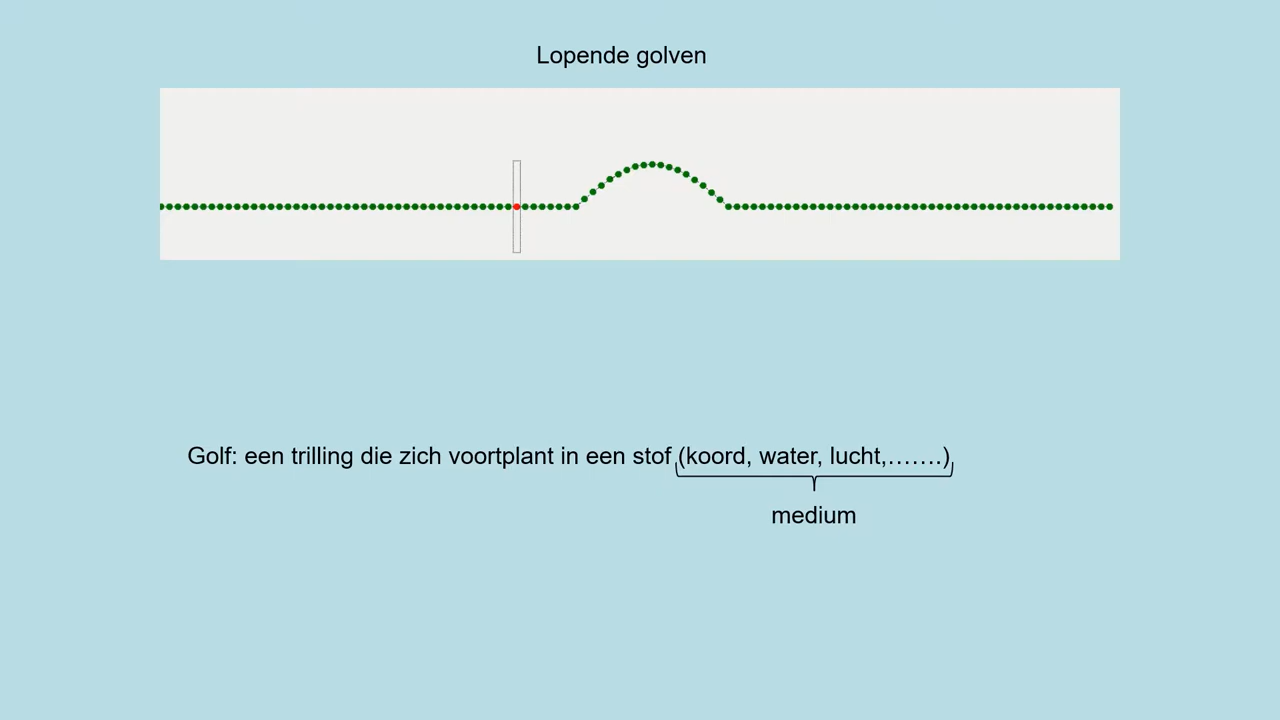 Lopende golven
Golf: een trilling die zich voortplant in een stof (koord, water, lucht,…….)
medium